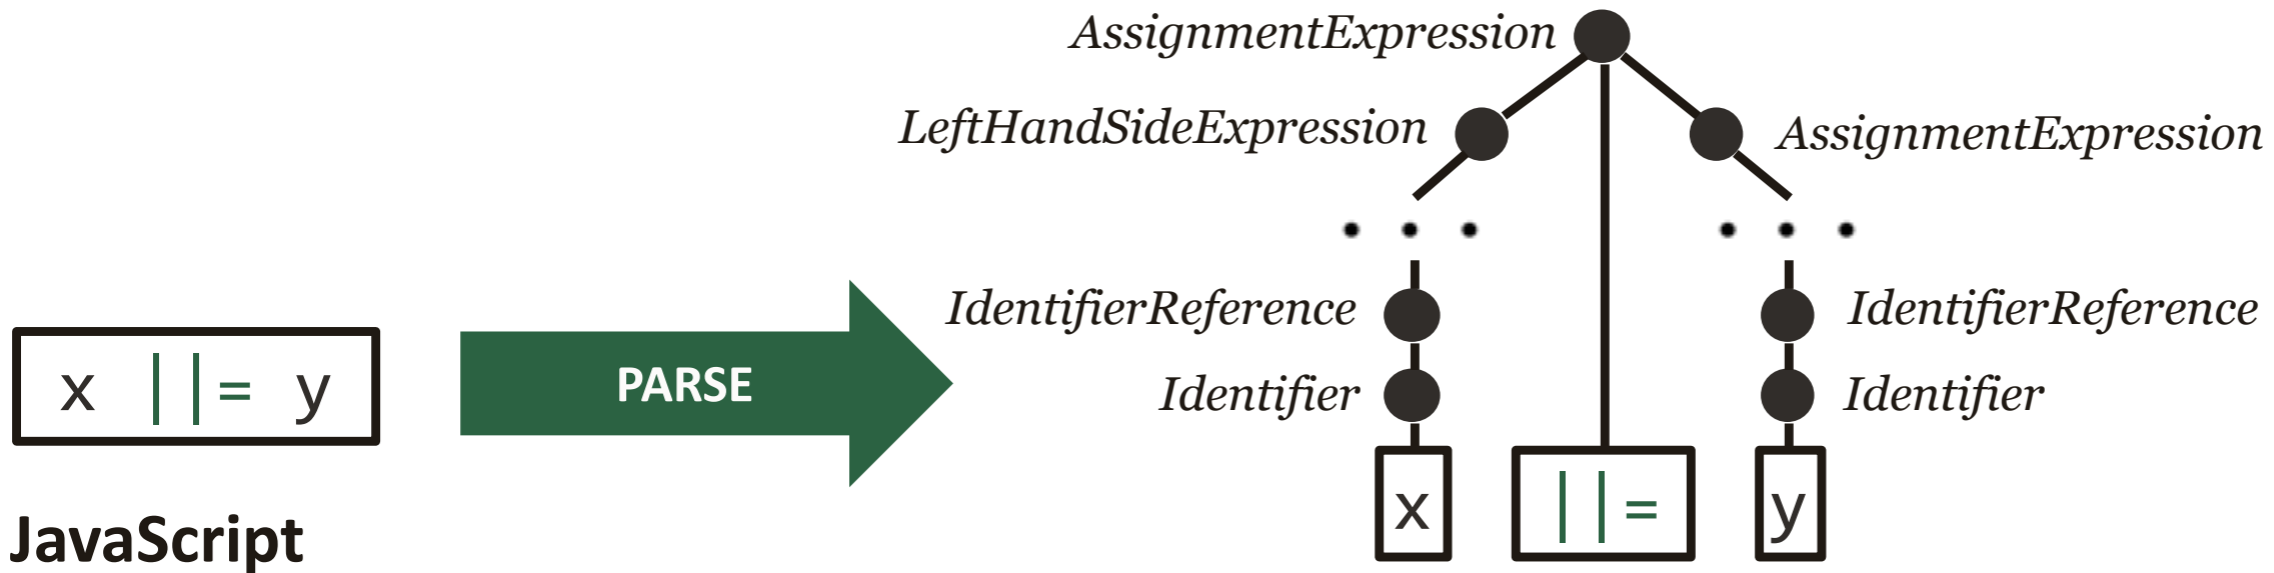 AssignmentExpression
LeftHandSideExpression
AssignmentExpression
. . .
. . .
IdentifierReference
IdentifierReference
x ||= y
PARSE
Identifier
Identifier
x
||=
y
JavaScript